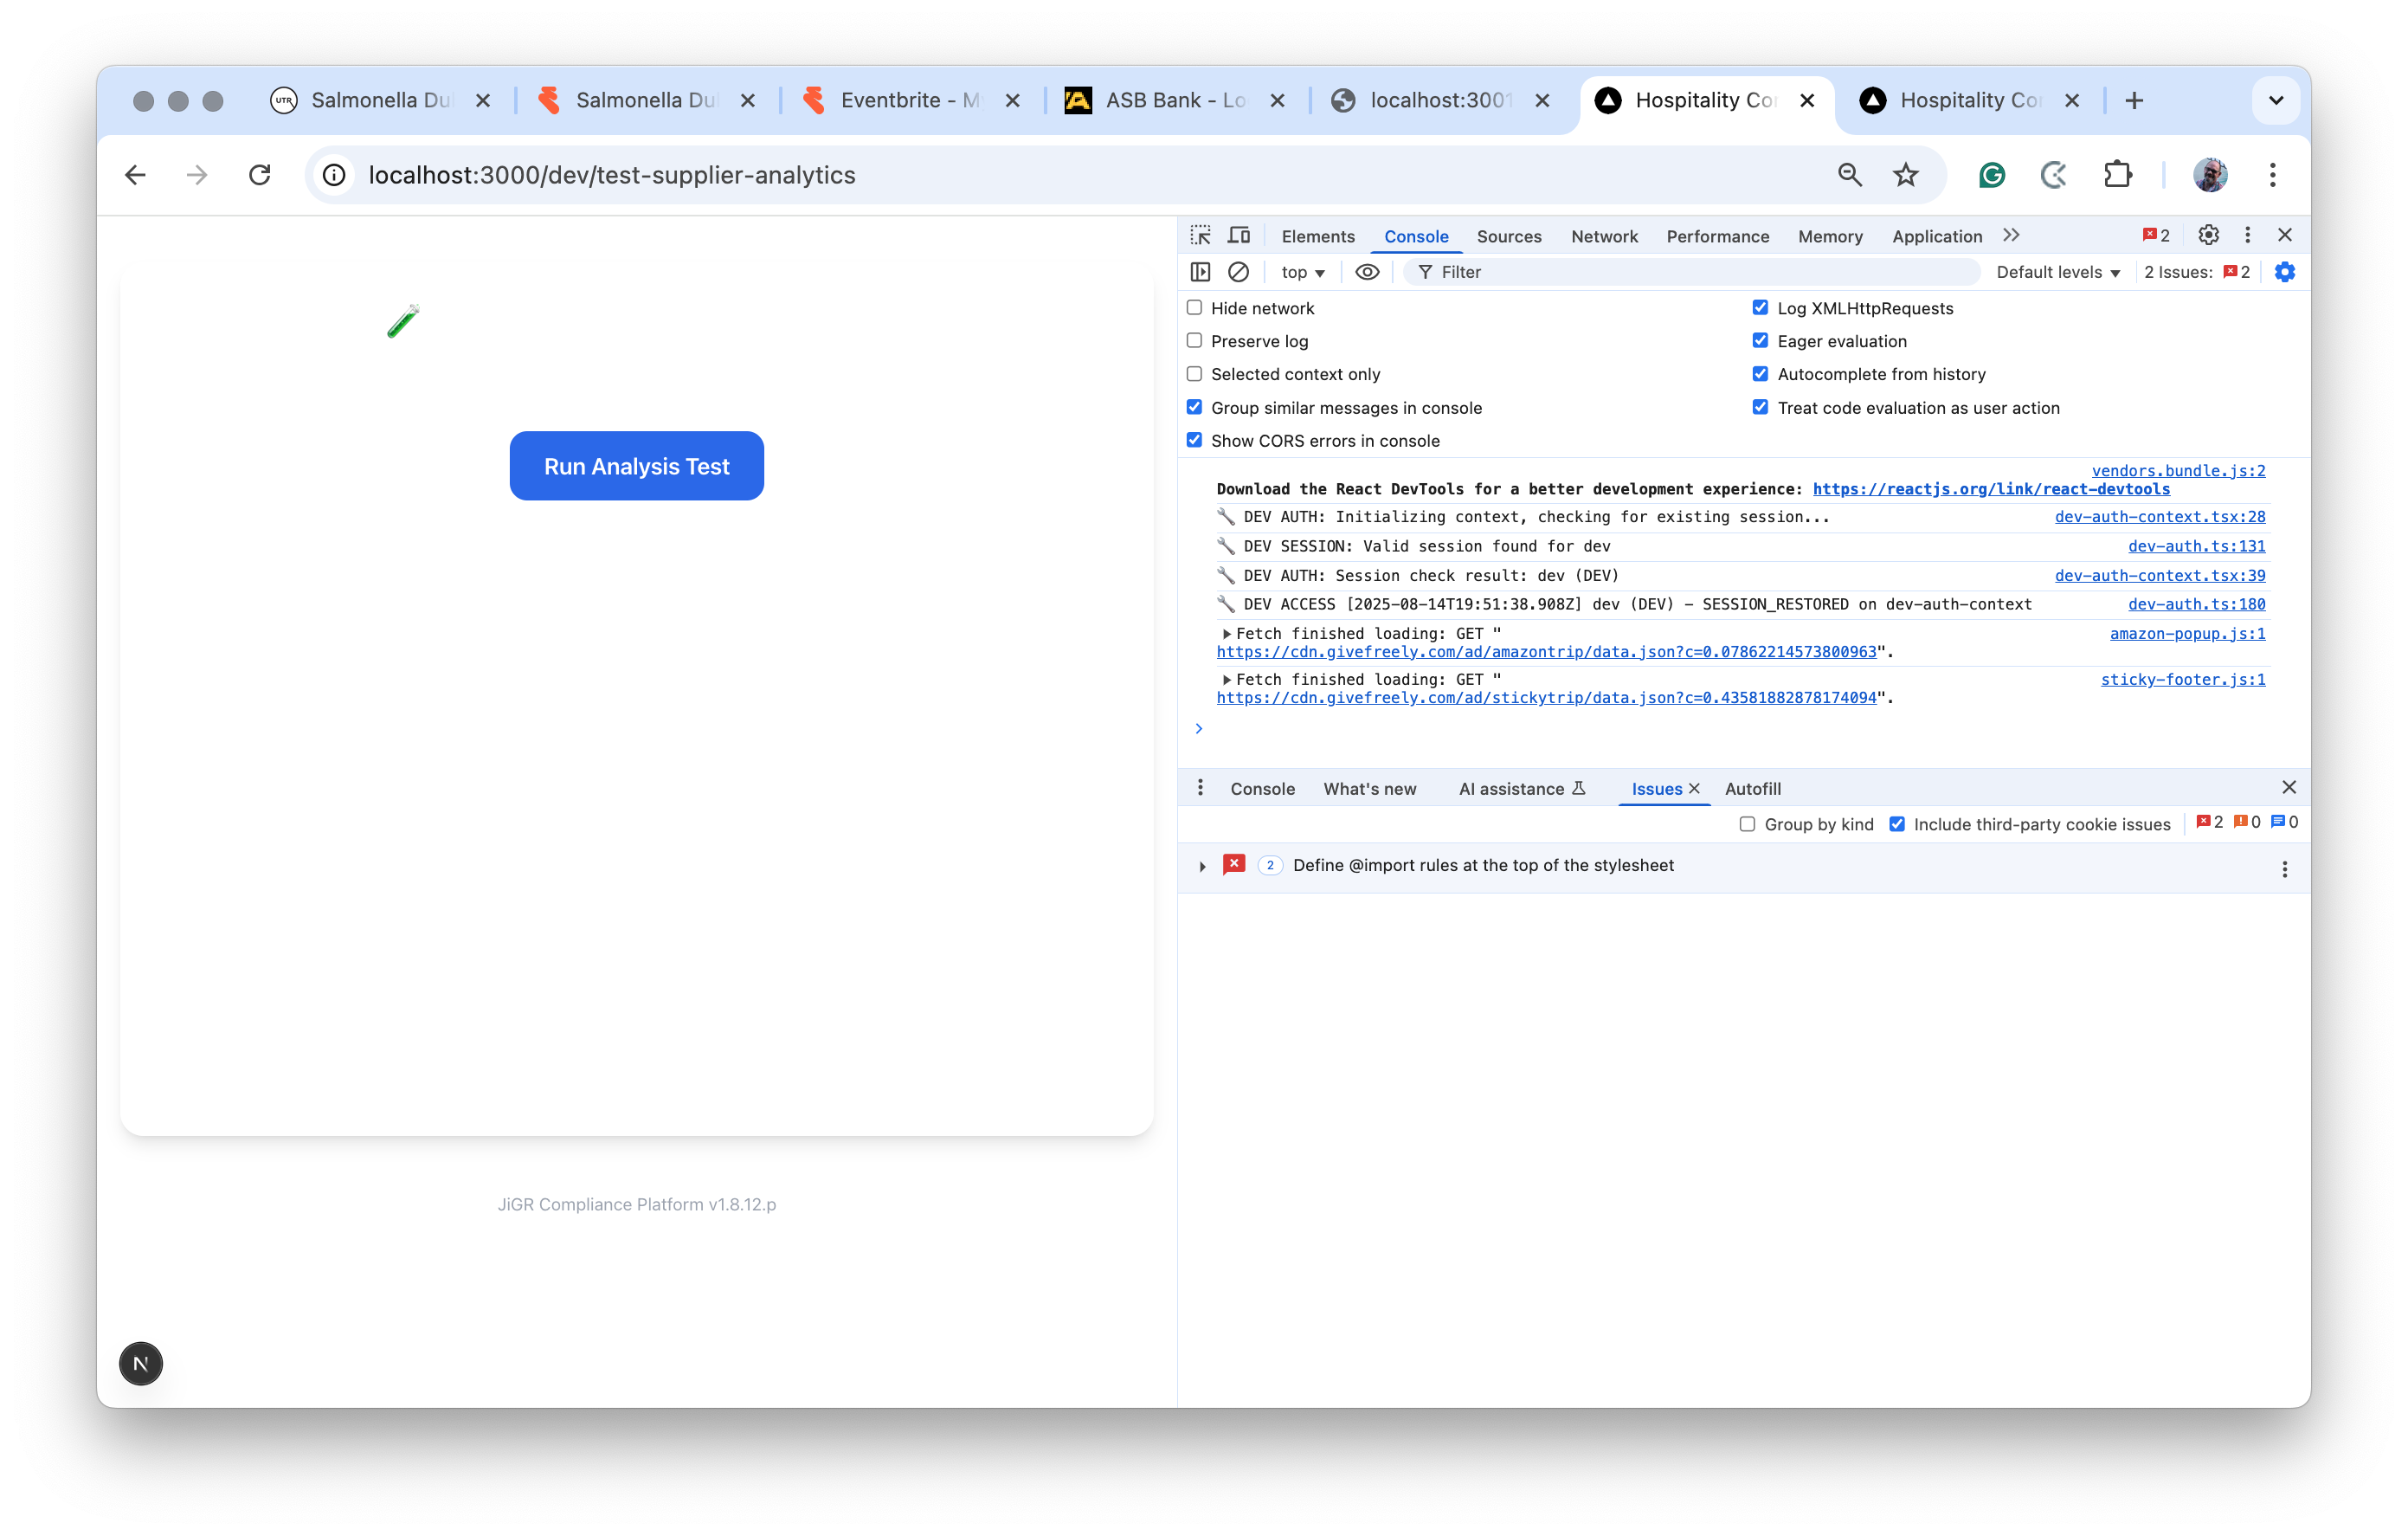 UTR Salmonella Du
Salmonella Du
Eventbrite - M
ASB Bank - Lo
localhost:3001
Hospitality Co
Hospitality Co
localhost:3000/dev/test-supplier-analytics
Run Analysis Test
JiGR Compliance Platform v1.8.12.p
N
Elements Console Sources Network Performance Memory Application 2
top Filter Default levels 2 Issues: 2
Hide network Log XMLHttpRequests
Preserve log Eager evaluation
Selected context only Autocomplete from history
Group similar messages in console Treat code evaluation as user action
Show CORS errors in console
vendors.bundle.js:2
Download the React DevTools for a better development experience: https://reactjs.org/link/react-devtools
DEV AUTH: Initializing context, checking for existing session... dev-auth-context.tsx:28
DEV SESSION: Valid session found for dev dev-auth.ts:131
DEV AUTH: Session check result: dev (DEV) dev-auth-context.tsx:39
DEV ACCESS [2025-08-14T19:51:38.908Z] dev (DEV) - SESSION_RESTORED on dev-auth-context dev-auth.ts:180
Fetch finished loading: GET " amazon-popup.js:1
https://cdn.givefreely.com/ad/amazontrip/data.json?c=0.07862214573800963".
Fetch finished loading: GET " sticky-footer.js:1
https://cdn.givefreely.com/ad/stickytrip/data.json?c=0.43581882878174094".
Console What's new AI assistance Issues Autofill
Group by kind Include third-party cookie issues 2 0 0
2 Define @import rules at the top of the stylesheet